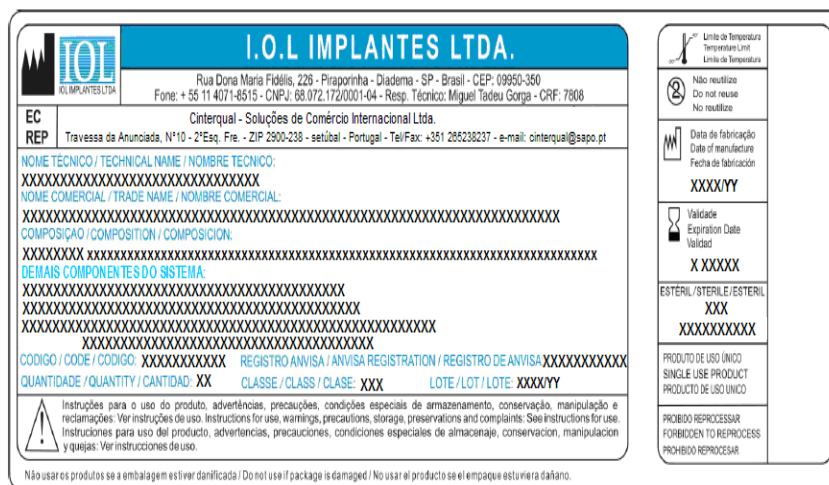 IOL
IOL IMPLANTES LTDA
I.O.L IMPLANTES LTDA.
Rua Dona Maria Fidélis, 226 - Piraporinha - Diadema - SP - Brasil - CEP: 09950-350
Fone: + 55 11 4071-8515 - CNPJ: 68.072.172/0001-04 - Resp. Técnico: Miguel Tadeu Gorga - CRF: 7808
EC
REP
Cinterqual - Soluções de Comércio Internacional Ltda.
Travessa da Anunciada, N°10 - 2°Esq. Fre. - ZIP 2900-238 - setúbal - Portugal - Tel/Fax: +351 265238237 - e-mail: cinterqual@sapo.pt
NOME TÉCNICO / TECHNICAL NAME / NOMBRE TECNICO:
XXXXXXXXXXXXXXXXXXXXXXXXXXXXXXX
NOME COMERCIAL / TRADE NAME / NOMBRE COMERCIAL:
XXXXXXXXXXXXXXXXXXXXXXXXXXXXXXXXXXXXXXXXXXXXXXXXXXXXXXXXXXXXXXXXXXXXXX
COMPOSIÇAO / COMPOSITION / COMPOSICION:
XXXXXXXX xxxxxxxxxxxxxxxxxxxxxxxxxxxxxxxxxxxxxxxxxxxxxxxxxxxxxxxxxxxxxxxxxxxxxxxxxxxxx
DEMAIS COMPONENTES DO SISTEMA:
XXXXXXXXXXXXXXXXXXXXXXXXXXXXXXXXXXXXXXXXXX
XXXXXXXXXXXXXXXXXXXXXXXXXXXXXXXXXXXXXXXXXXXX
XXXXXXXXXXXXXXXXXXXXXXXXXXXXXXXXXXXXXXXXXXXXXXXXXXXXXX
XXXXXXXXXXXXXXXXXXXXXXXXXXXXXXXXXXXXXX
CODIGO / CODE / CODIGO: XXXXXXXXXXX REGISTRO ANVISA / ANVISA REGISTRATION / REGISTRO DE ANVISA XXXXXXXXXXX
QUANTIDADE / QUANTITY / CANTIDAD: XX CLASSE / CLASS / CLASE: XXX LOTE / LOT / LOTE: XXXX/YY
Instruções para o uso do produto, advertências, precauções, condições especiais de armazenamento, conservação, manipulação e
reclamações: Ver instruções de uso. Instructions for use, warnings, precautions, storage, preservations and complaints: See instructions for use.
Instruciones para uso del producto, advertencias, precauciones, condiciones especiales de almacenaje, conservacion, manipulacion
y quejas: Ver instrucciones de uso.
Não usar os produtos se a embalagem estiver danificada / Do not use if package is damaged / No usar el producto se el empaque estuviera dañano.
Limite de Temperatura
Temperature Limit
Limite de Temperatura
2
Não reutilize
Do not reuse
No reutilize
Data de fabricação
Date of manufacture
Fecha de fabricación
XXXX/YY
Validade
Expiration Date
Validad
X XXXXX
ESTÉRIL / STERILE / ESTERIL
XXX
XXXXXXXXXX
PRODUTO DE USO ÚNICO
SINGLE USE PRODUCT
PRODUCTO DE USO UNICO
PROIBIDO REPROCESSAR
FORBIDDEN TO REPROCESS
PROHIBIDO REPROCESAR